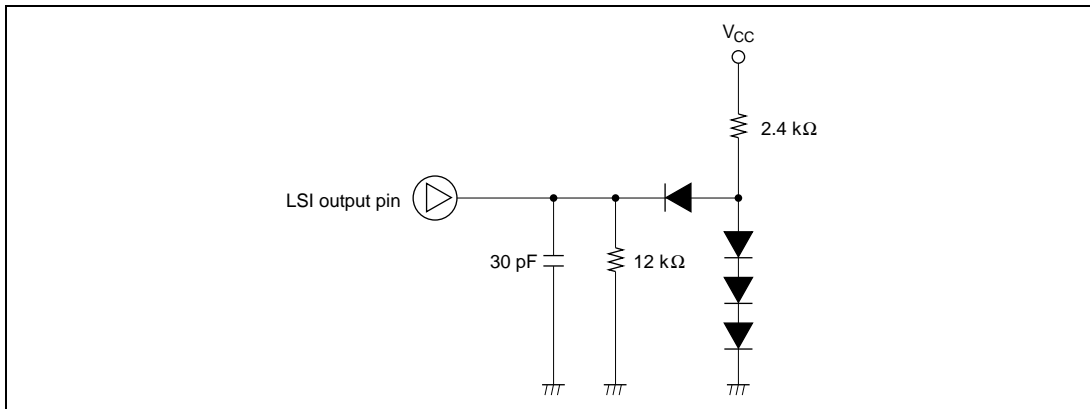 VCC
2.4 kΩ
LSI output pin
30 pF
12 kΩ